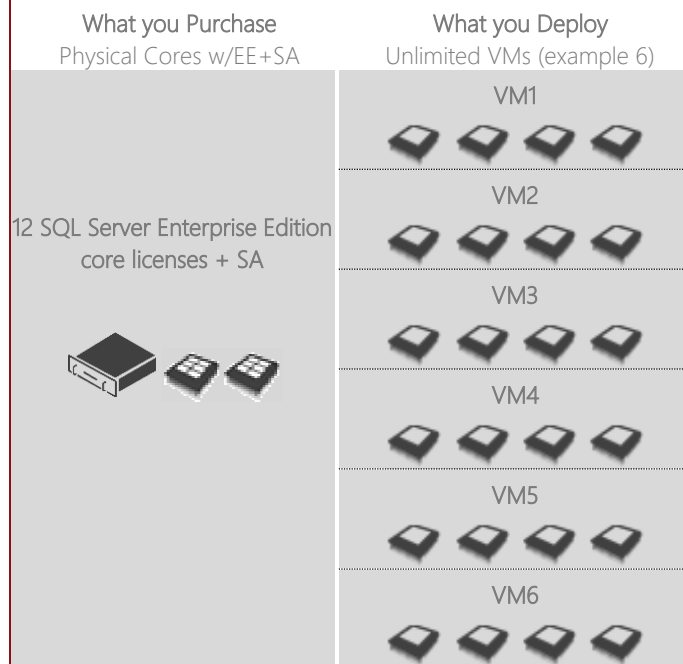 What you Purchase
Physical Cores w/EE+SA
12 SQL Server Enterprise Edition
core licenses + SA
What you Deploy
Unlimited VMs (example 6)
VM1
VM2
VM3
VM4
VM5
VM6